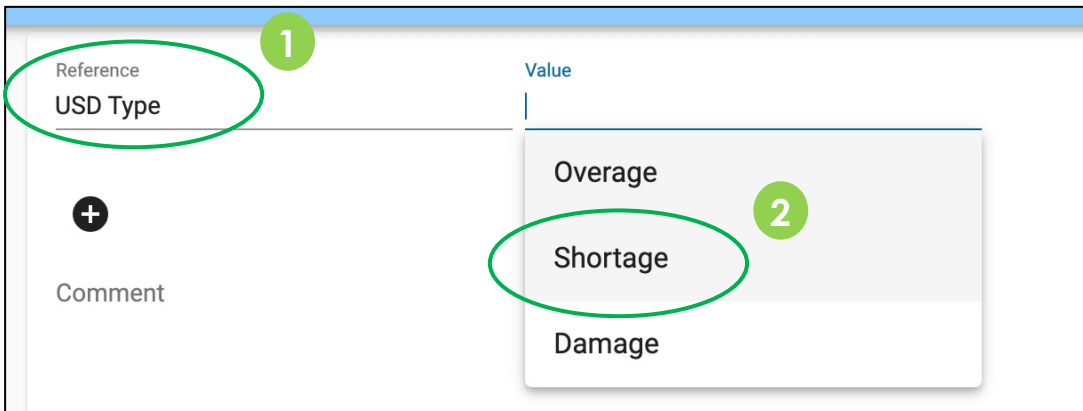 1
Reference
Value
USD Type
Overage
2
Shortage
Comment
Damage